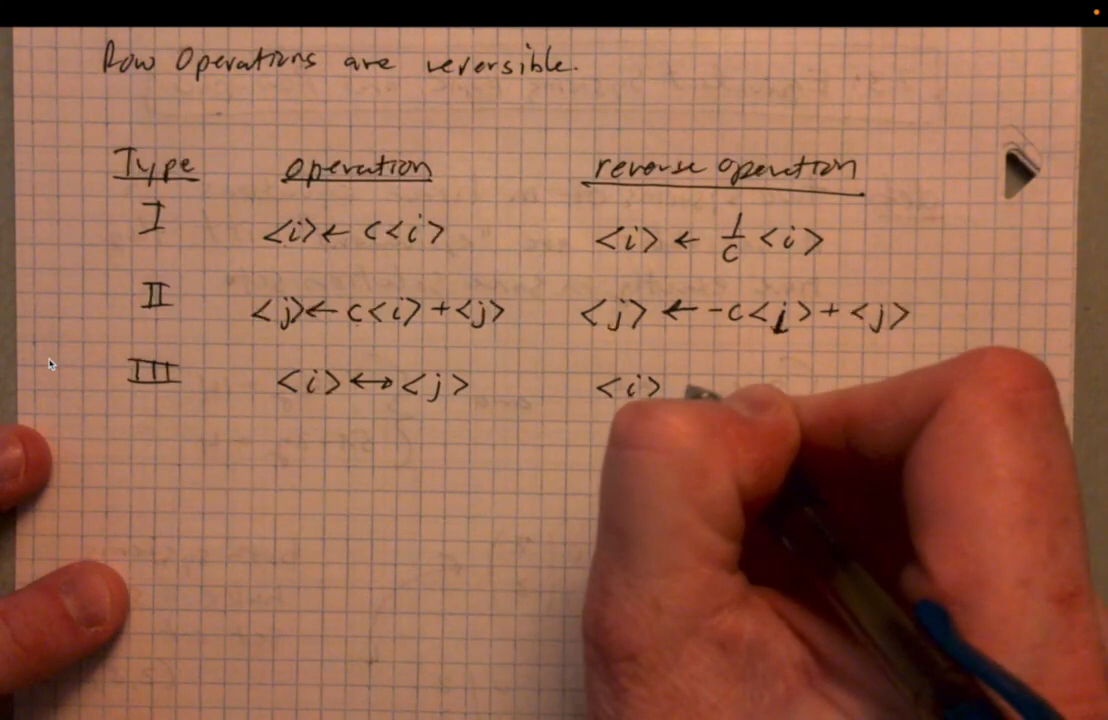 Row Operations are reversible.
Type operation reverse operation
I <i> ← c<i> <i> ← 1/c <i>
II <j> ← c<i> + <j> <j> ← -c<i> + <j>
III <i> ↔ <j> <i>